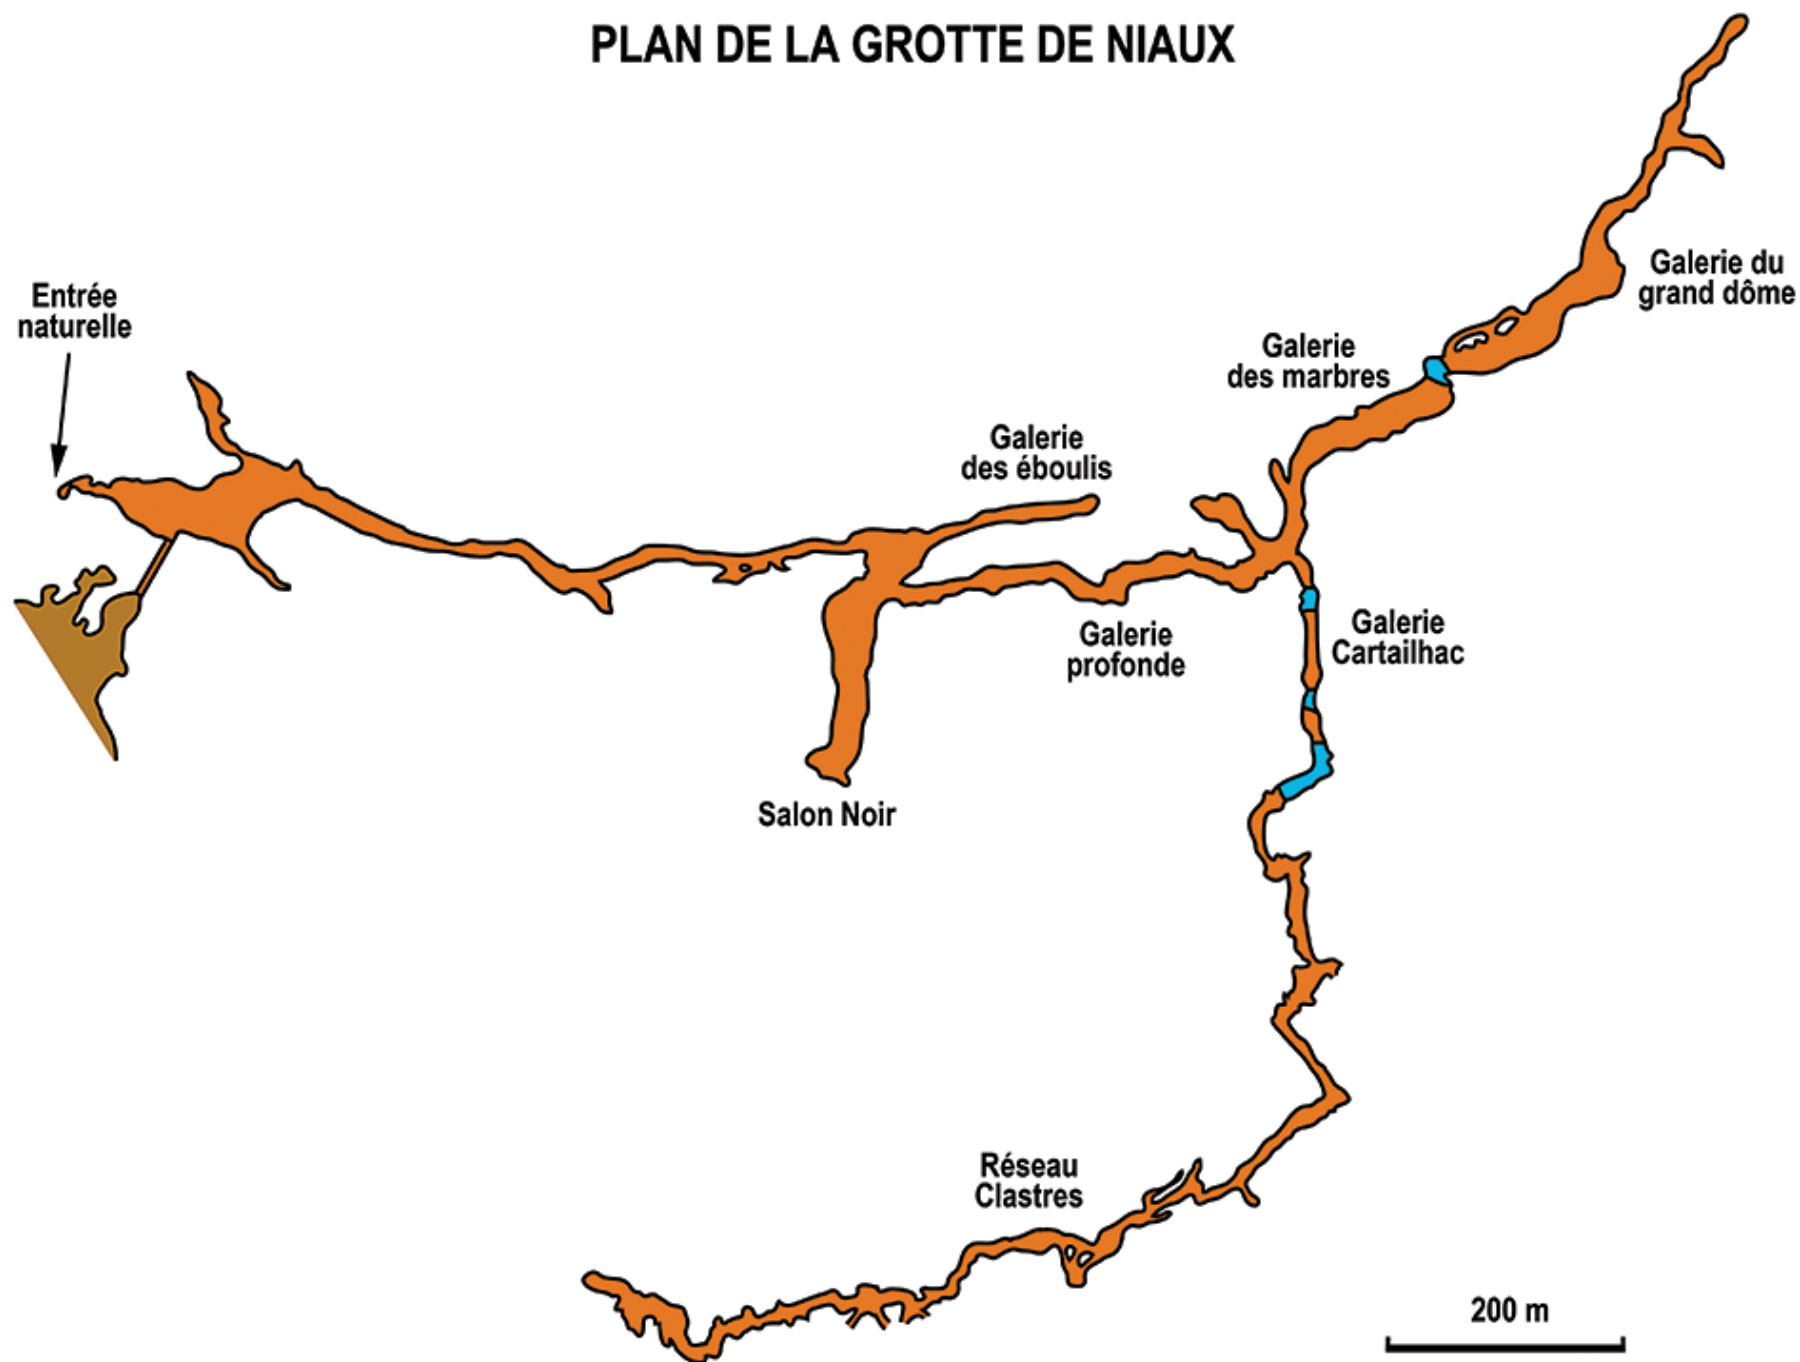 PLAN DE LA GROTTE DE NIAUX
Entrée
naturelle
Galerie du
grand dôme
Galerie
des marbres
Galerie
des éboulis
Galerie
profonde
Galerie
Cartailhac
Salon Noir
Réseau
Clastres
200 m